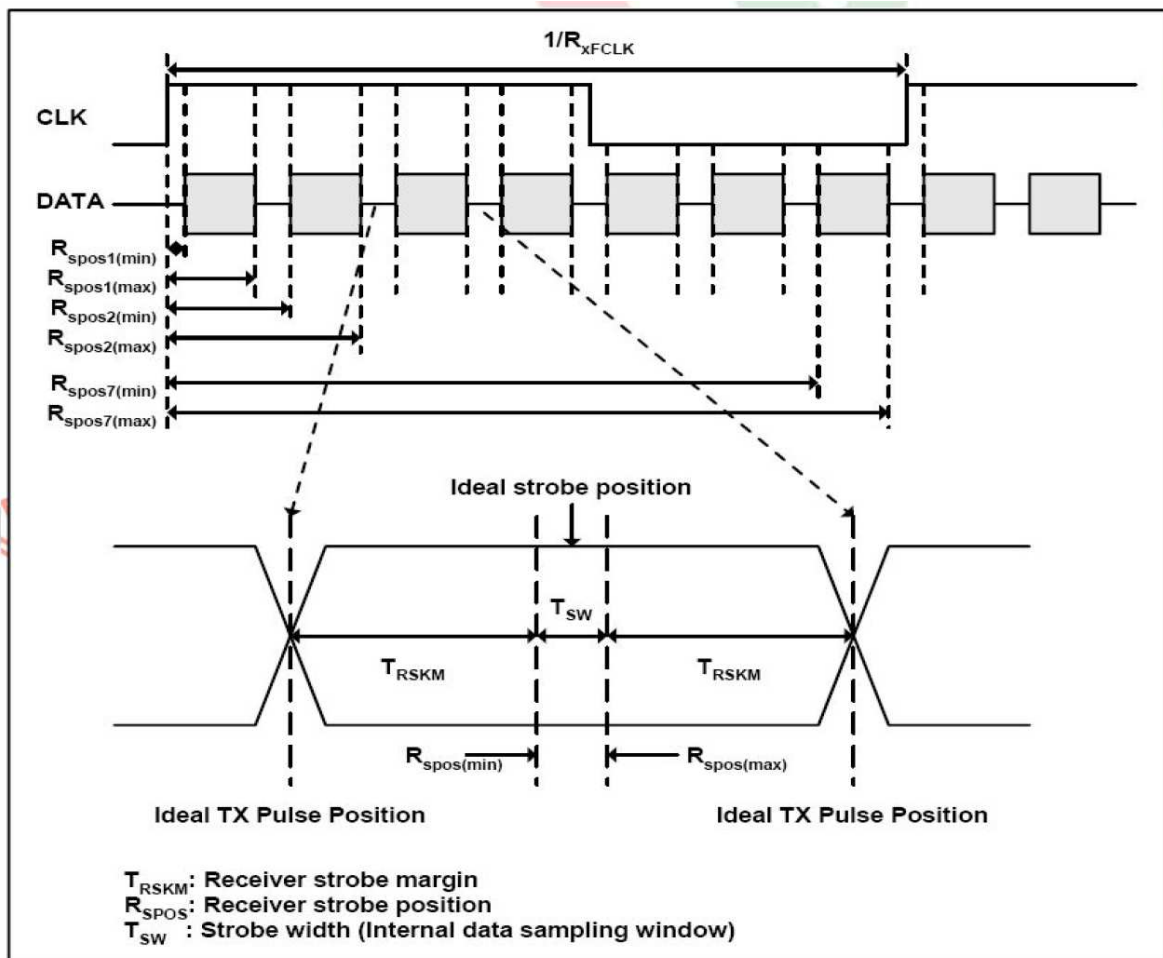 1/RxFCLK
CLK
DATA
Rspos1(min)
Rspos1(max)
Rspos2(min)
Rspos2(max)
Rspos7(min)
Rspos7(max)
Ideal strobe position
TSW
TRSKM
TRSKM
Rspos(min)
Rspos(max)
Ideal TX Pulse Position
Ideal TX Pulse Position
TRSKM: Receiver strobe margin
RSPOS: Receiver strobe position
TSW : Strobe width (Internal data sampling window)